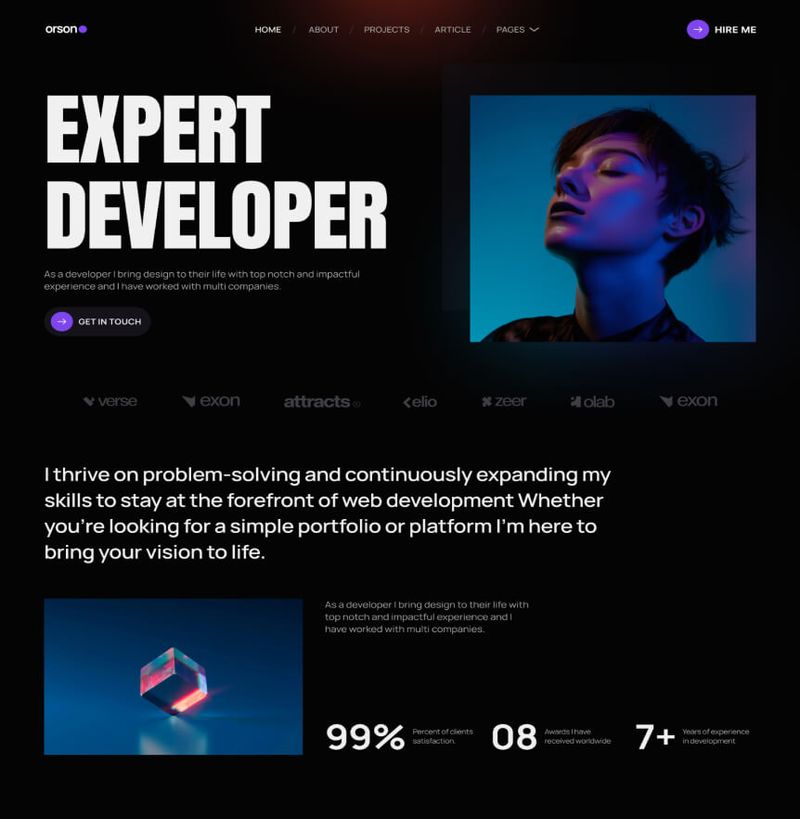 orson
HOME / ABOUT / PROJECTS / ARTICLE / PAGES
HIRE ME
EXPERT
DEVELOPER
As a developer I bring design to their life with top notch and impactful
experience and I have worked with multi companies.
GET IN TOUCH
verse exon attracts elio zeer olab exon
I thrive on problem-solving and continuously expanding my
skills to stay at the forefront of web development Whether
you're looking for a simple portfolio or platform I'm here to
bring your vision to life.
As a developer I bring design to their life with
top notch and impactful experience and I
have worked with multi companies.
99%
Percent of clients
satisfaction.
08
Awards I have
received worldwide
7+
Years of experience
in development